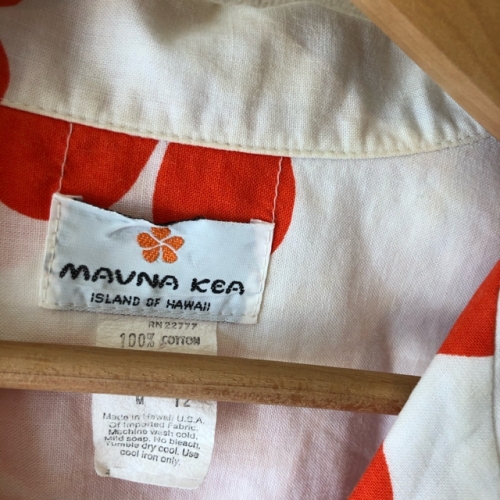 MAUNA KEA
ISLAND OF HAWAII
RN 22777
100% COTTON
M 12
Made in Hawaii U.S.A.
Of Imported Fabric.
Machine wash cold,
Mild soap. No bleach,
Tumble dry cool. Use
cool iron only.